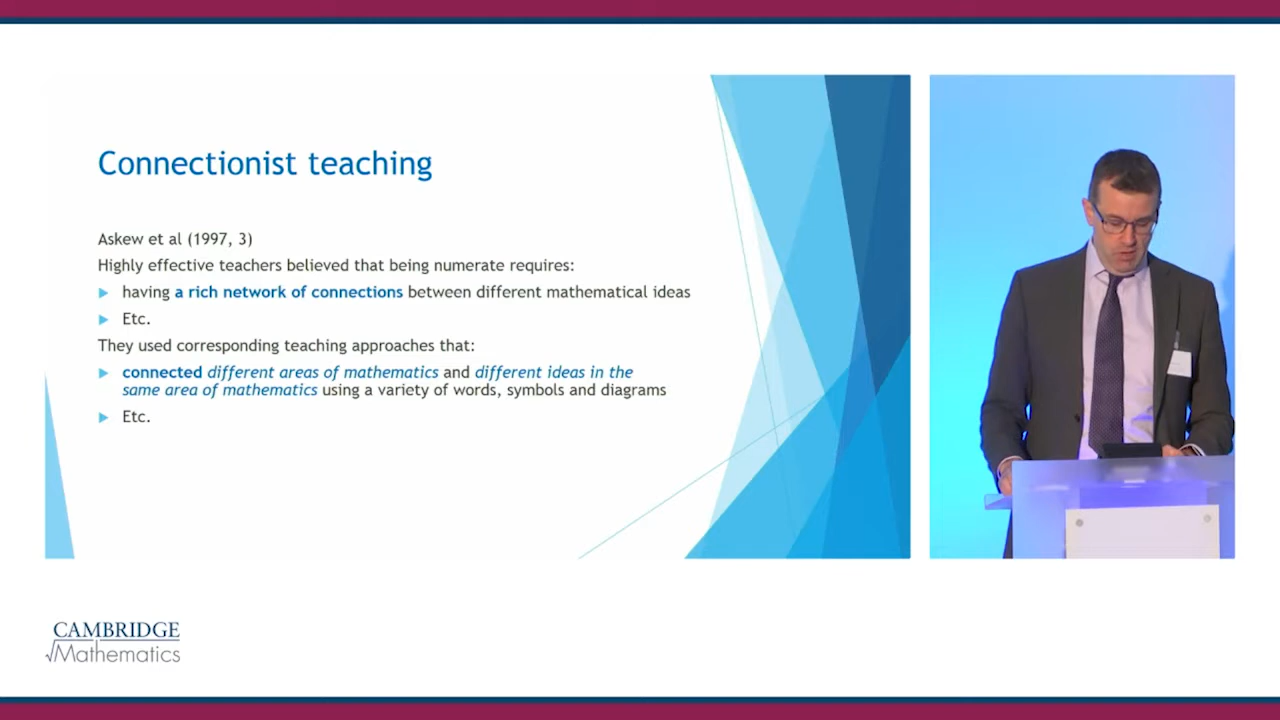 Connectionist teaching
Askew et al (1997, 3)
Highly effective teachers believed that being numerate requires:
having a rich network of connections between different mathematical ideas
Etc.
They used corresponding teaching approaches that:
connected different areas of mathematics and different ideas in the
same area of mathematics using a variety of words, symbols and diagrams
Etc.
CAMBRIDGE
Mathematics